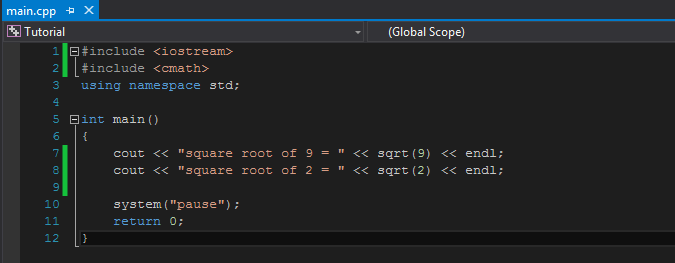 main.cpp
Tutorial (Global Scope)
1 #include <iostream>
2 #include <cmath>
3 using namespace std;
4
5 int main()
6 {
7 cout << "square root of 9 = " << sqrt(9) << endl;
8 cout << "square root of 2 = " << sqrt(2) << endl;
9
10 system("pause");
11 return 0;
12 }